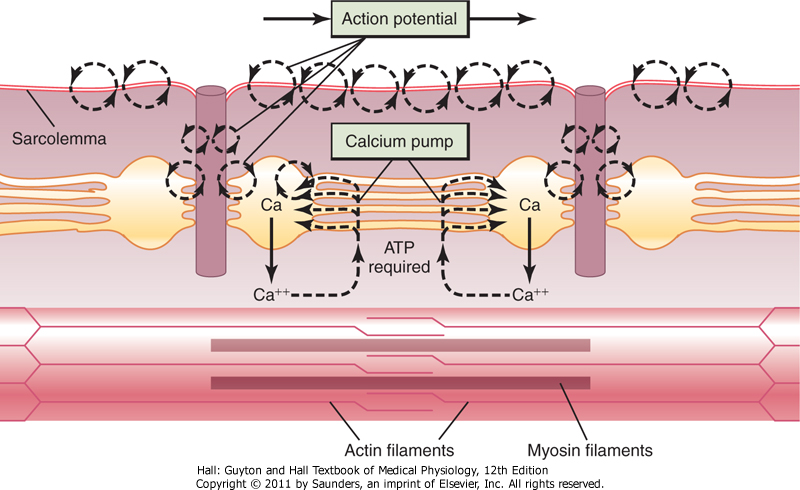 Action potential
Sarcolemma
Calcium pump
Ca
Ca
ATP
required
Ca++
Ca++
Actin filaments
Myosin filaments
Hall: Guyton and Hall Textbook of Medical Physiology, 12th Edition
Copyright © 2011 by Saunders, an imprint of Elsevier, Inc. All rights reserved.